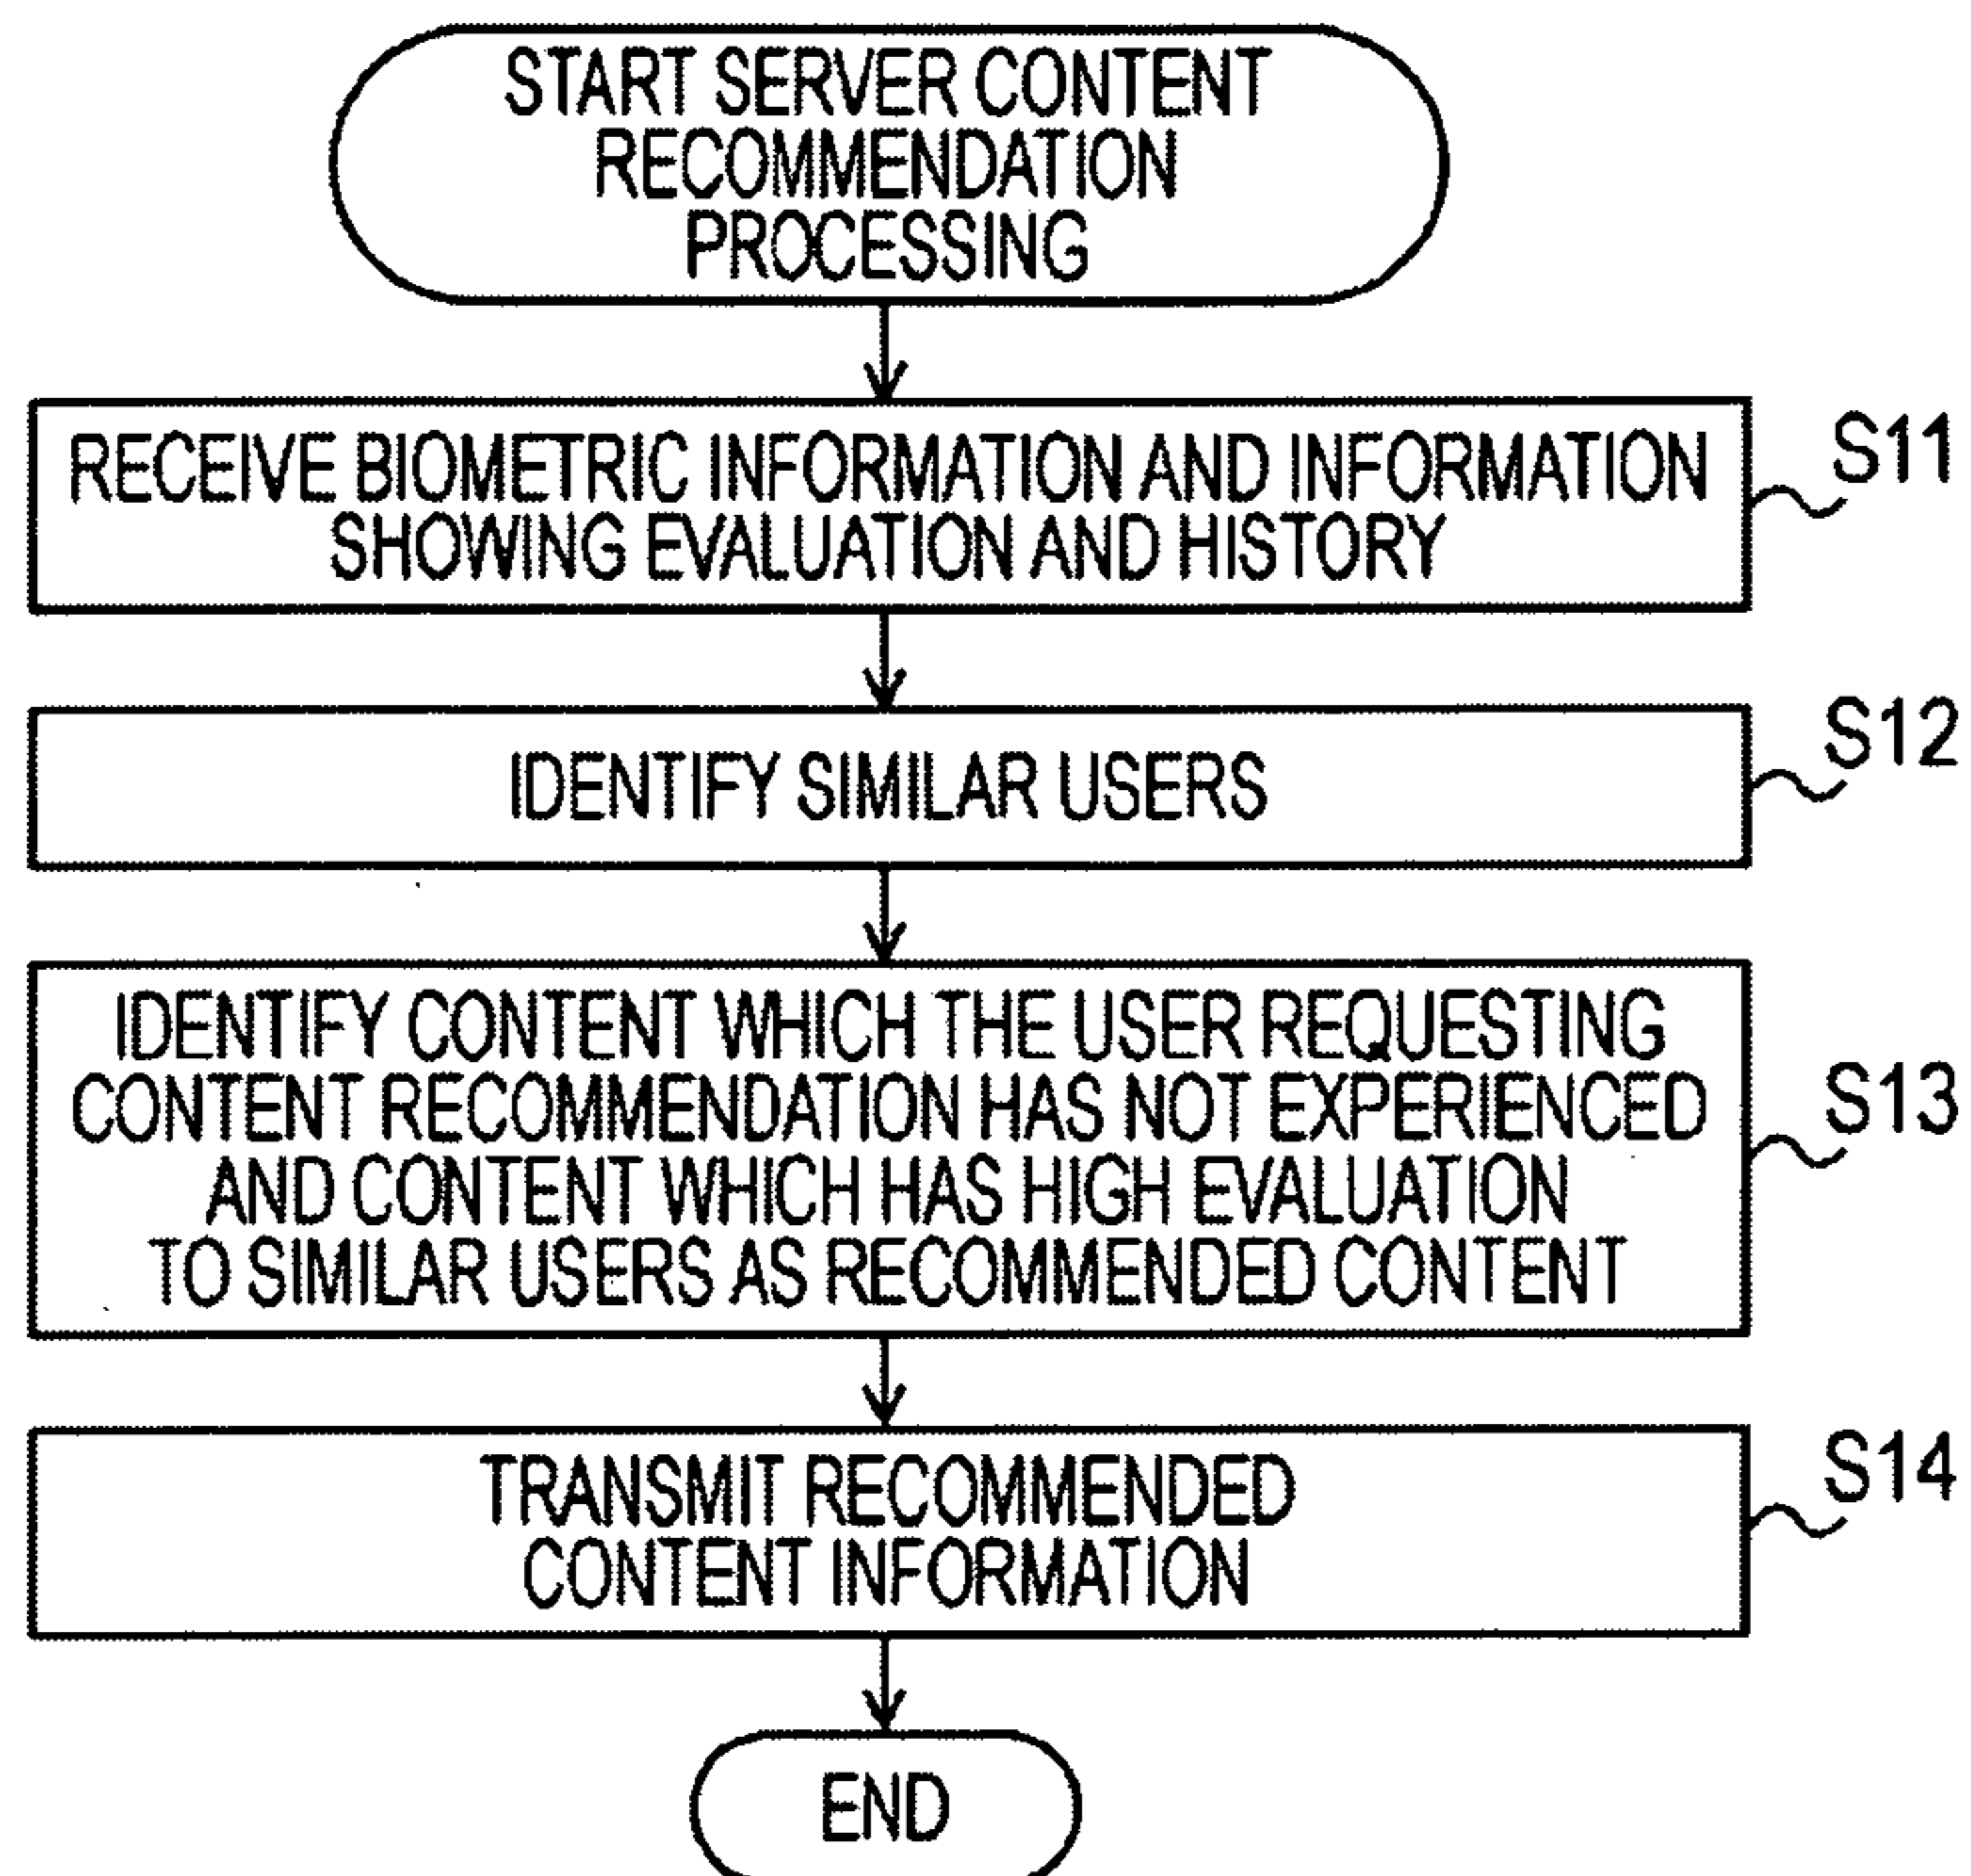 START SERVER CONTENT
RECOMMENDATION
PROCESSING
RECEIVE BIOMETRIC INFORMATION AND INFORMATION
SHOWING EVALUATION AND HISTORY
S11
IDENTIFY SIMILAR USERS
S12
IDENTIFY CONTENT WHICH THE USER REQUESTING
CONTENT RECOMMENDATION HAS NOT EXPERIENCED
AND CONTENT WHICH HAS HIGH EVALUATION
TO SIMILAR USERS AS RECOMMENDED CONTENT
S13
TRANSMIT RECOMMENDED
CONTENT INFORMATION
S14
END